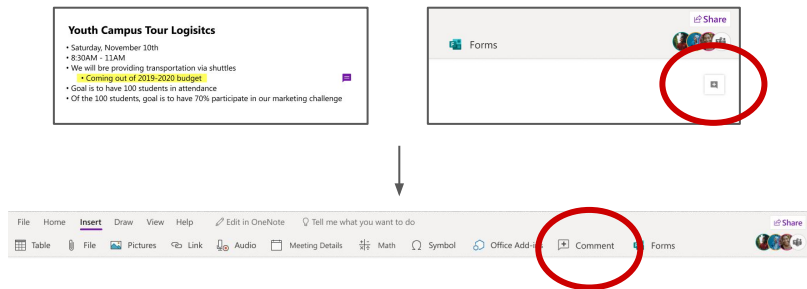 Youth Campus Tour Logisitcs
• Saturday, November 10th
• 8:30AM - 11AM
• We will bre providing transportation via shuttles
• Coming out of 2019-2020 budget
• Goal is to have 100 students in attendance
• Of the 100 students, goal is to have 70% participate in our marketing challenge
Share
Forms
File Home Insert Draw View Help Edit in OneNote Tell me what you want to do Share
Table File Pictures Link Audio Meeting Details Math Symbol Office Add-ins Comment Forms